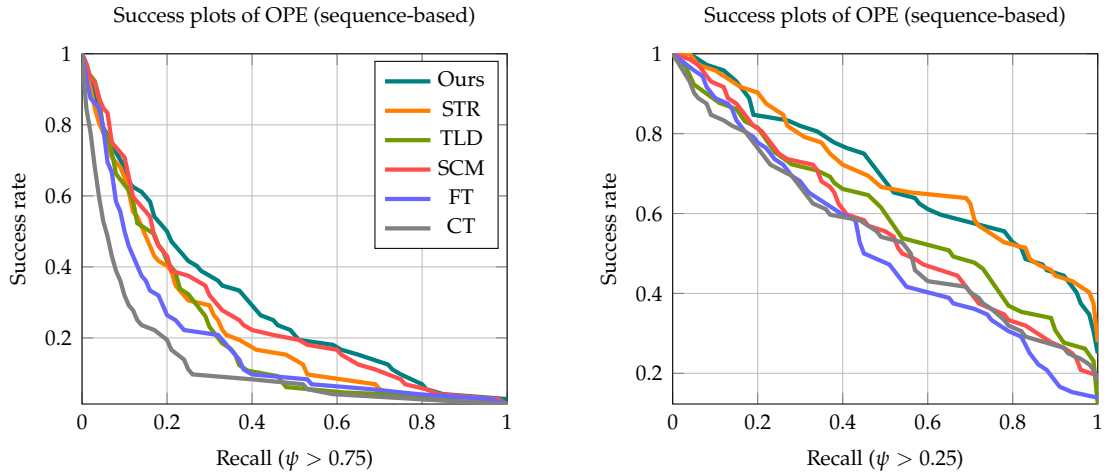 Success plots of OPE (sequence-based)
1
0.8
0.6
0.4
0.2
Success rate
0 0.2 0.4 0.6 0.8 1
Recall (ψ > 0.75)
Ours
STR
TLD
SCM
FT
CT
Success plots of OPE (sequence-based)
1
0.8
0.6
0.4
0.2
Success rate
0 0.2 0.4 0.6 0.8 1
Recall (ψ > 0.25)